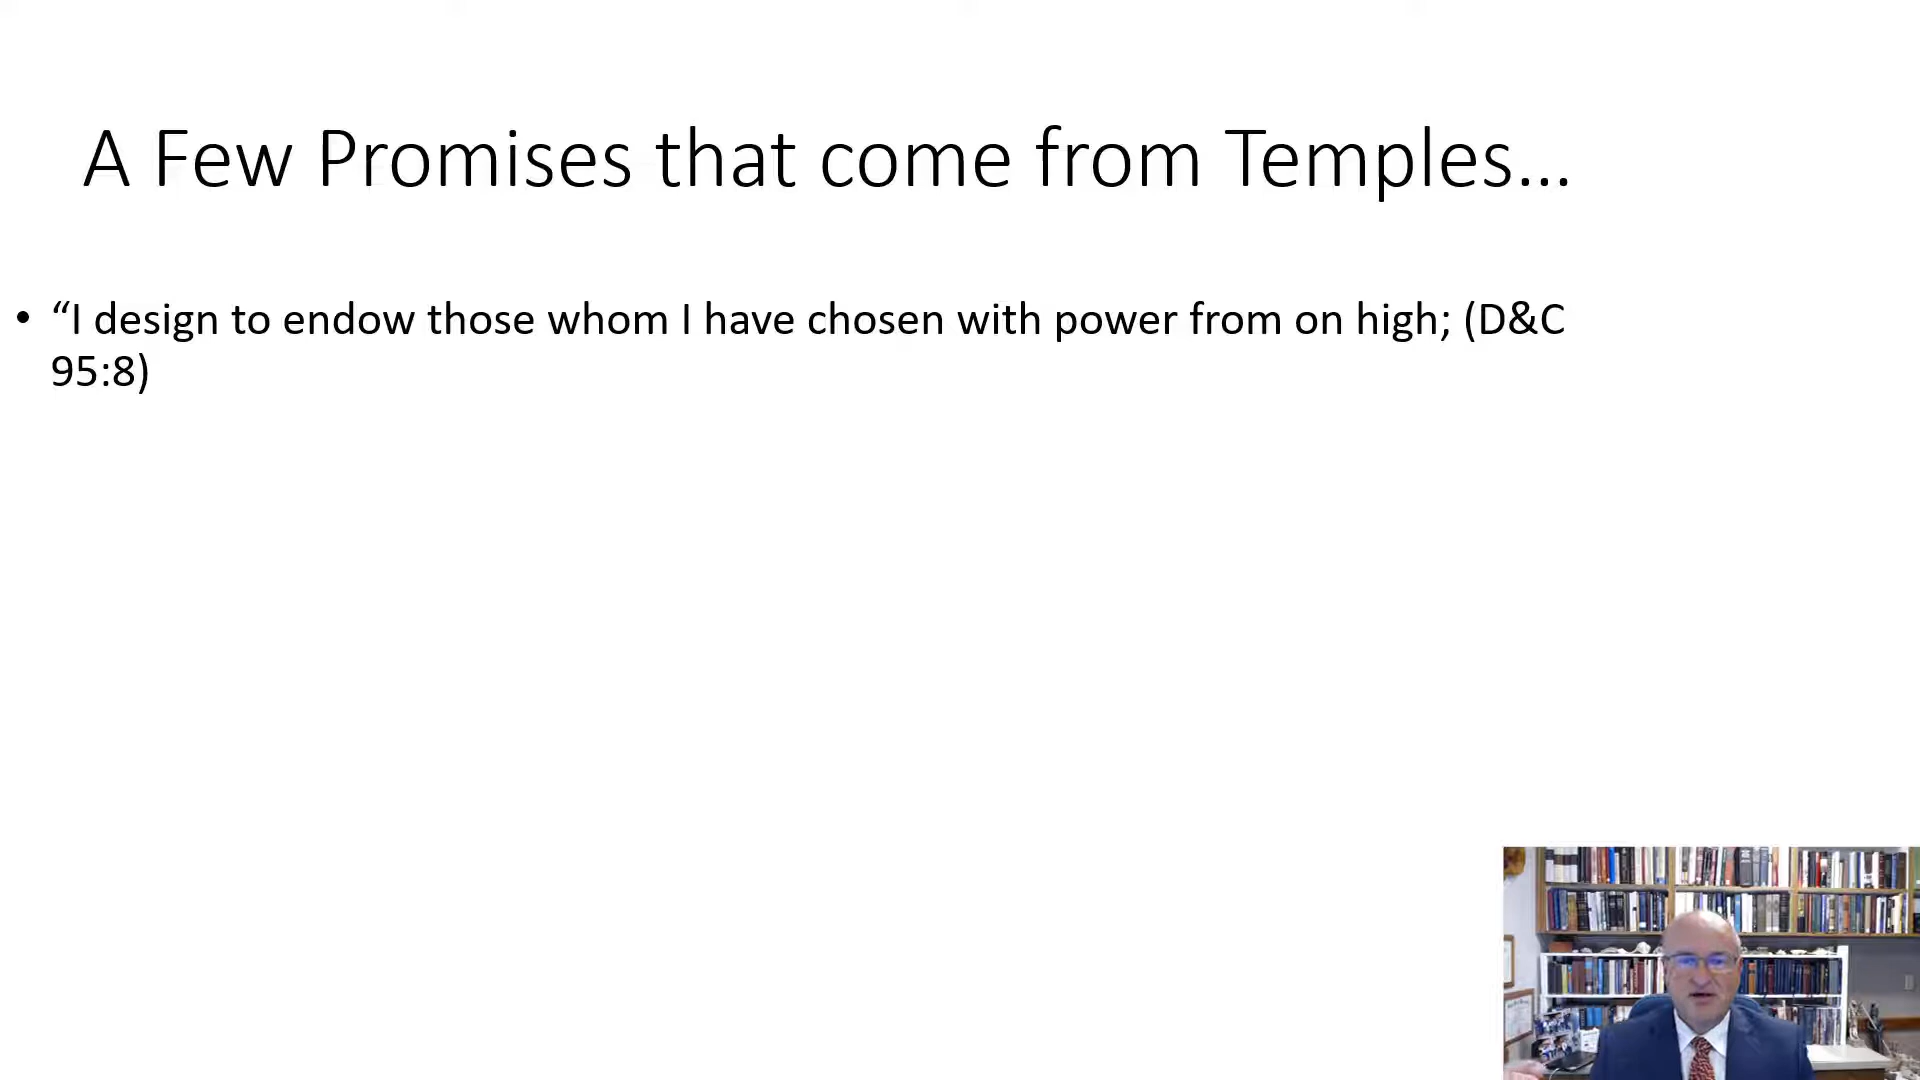 A Few Promises that come from Temples...
• “I design to endow those whom I have chosen with power from on high; (D&C
95:8)